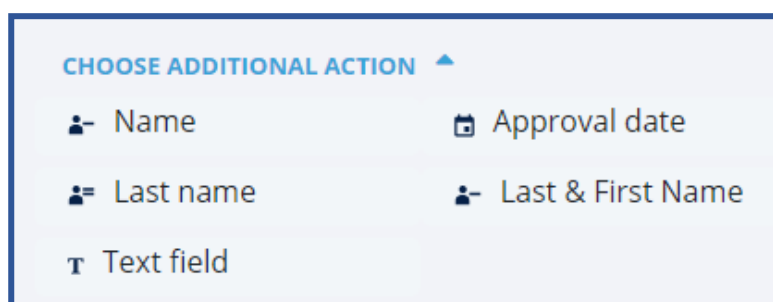 CHOOSE ADDITIONAL ACTION
Name
Approval date
Last name
Last & First Name
Text field